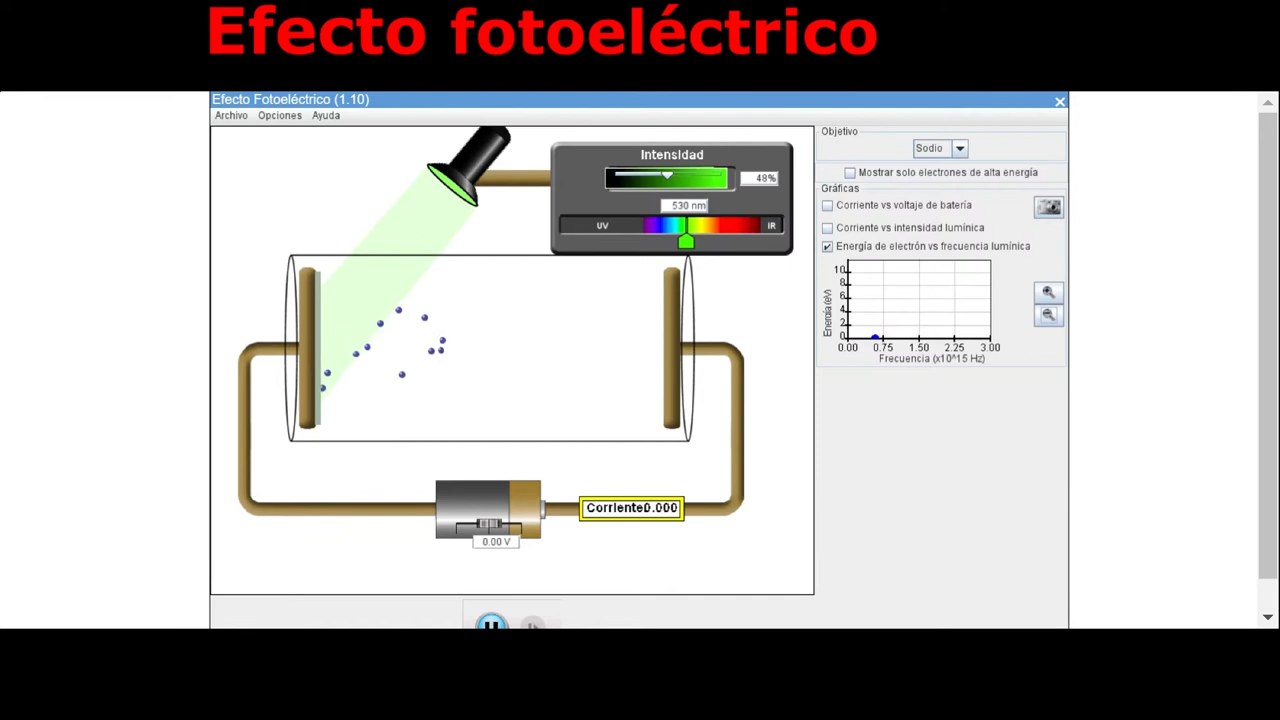 Efecto fotoeléctrico
Efecto Fotoeléctrico (1.10)
Archivo Opciones Ayuda
Intensidad
48%
530 nm
UV IR
Corriente0.000
0.00 V
Objetivo
Sodio
Mostrar solo electrones de alta energía
Gráficas
Corriente vs voltaje de batería
Corriente vs intensidad lumínica
Energía de electrón vs frecuencia lumínica
Energía (eV)
10
8
6
4
2
0
0.00 0.75 1.50 2.25 3.00
Frecuencia (x10^15 Hz)